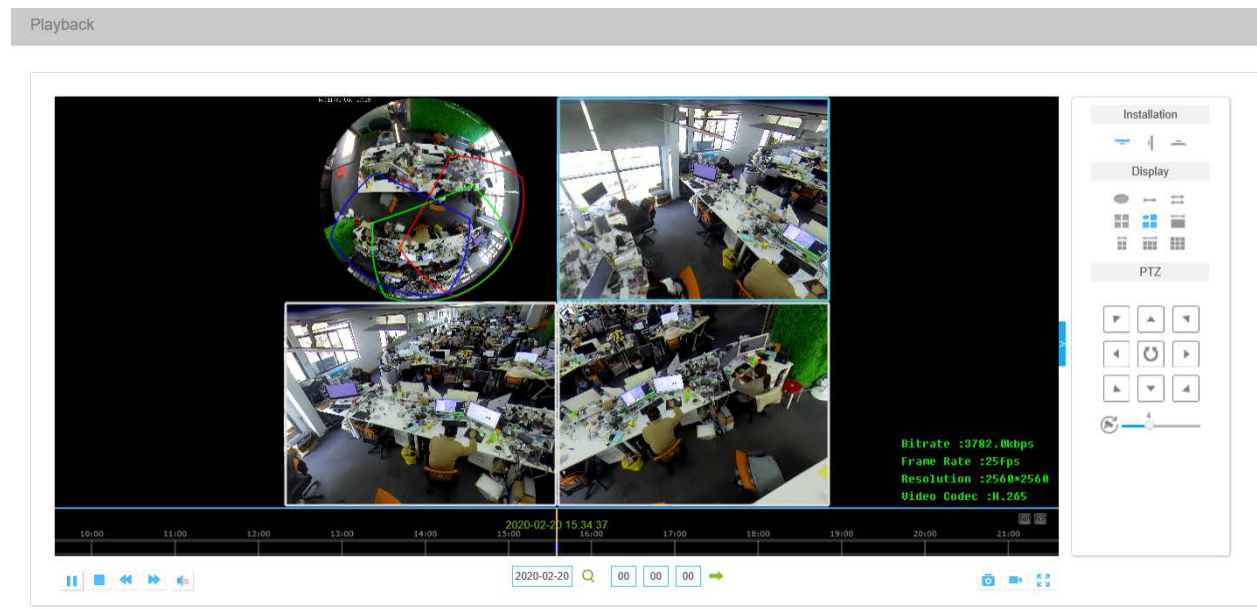 Playback
Installation
Display
PTZ
4
Bitrate :3782.0kbps
Frame Rate :25fps
Resolution :2560*2560
Video Codec :H.265
2020-02-20 15:34:37
10:00 11:00 12:00 13:00 14:00 15:00 16:00 17:00 18:00 19:00 20:00 21:00
2020-02-20 00 00 00